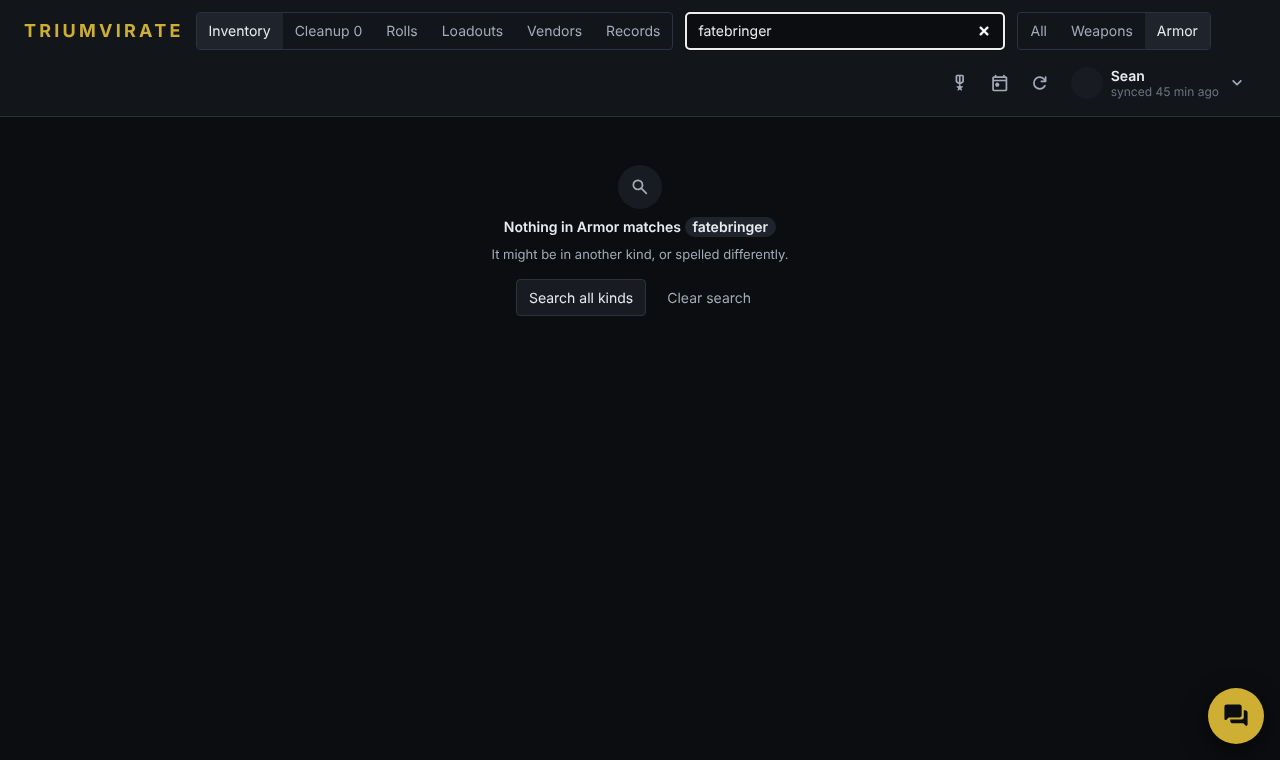 TRIUMVIRATE Inventory Cleanup 0 Rolls Loadouts Vendors Records fatebringer All Weapons Armor
Sean
synced 45 min ago
Nothing in Armor matches fatebringer
It might be in another kind, or spelled differently.
Search all kinds Clear search